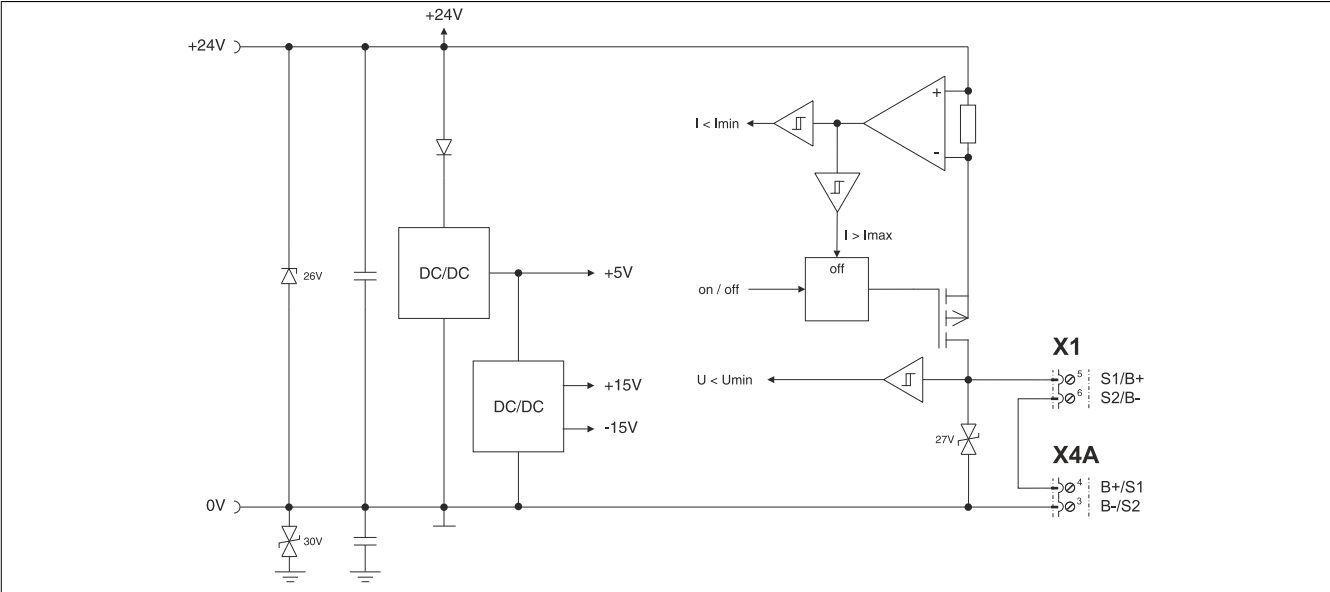 +24V
+24V
+
-
I < Imin
I > Imax
26V
DC/DC
+5V
off
on / off
X1
5 S1/B+
6 S2/B-
U < Umin
DC/DC
+15V
-15V
27V
X4A
4 B+/S1
3 B-/S2
0V
30V